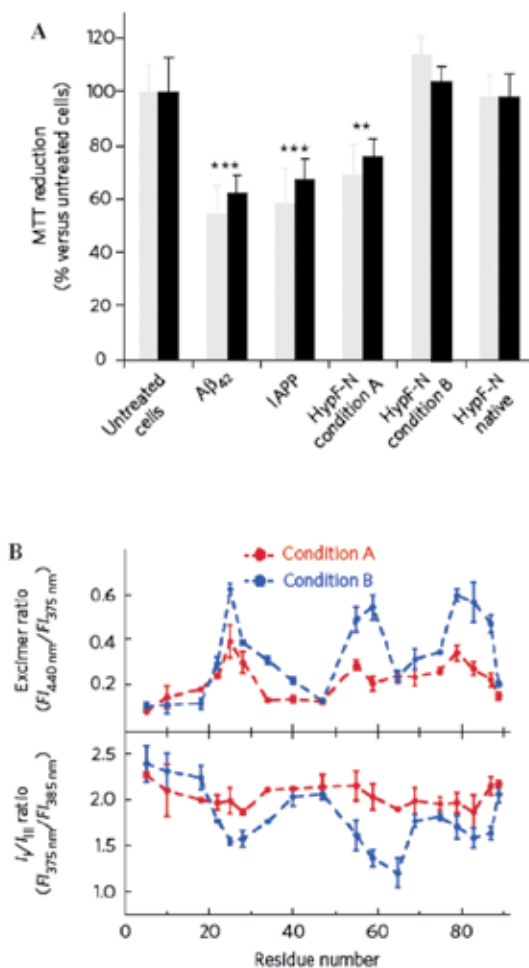 A
MTT reduction
(% versus untreated cells)
120
100
80
60
40
20
0
***
***
**
Untreated
cells
Aβ42
IAPP
HypF-N
condition A
HypF-N
condition B
HypF-N
native
B
Condition A
Condition B
Excimer ratio
(FI440 nm/FI375 nm)
0.6
0.4
0.2
II/IIII ratio
(FI375 nm/FI385 nm)
2.5
2.0
1.5
1.0
0
20
40
60
80
Residue number